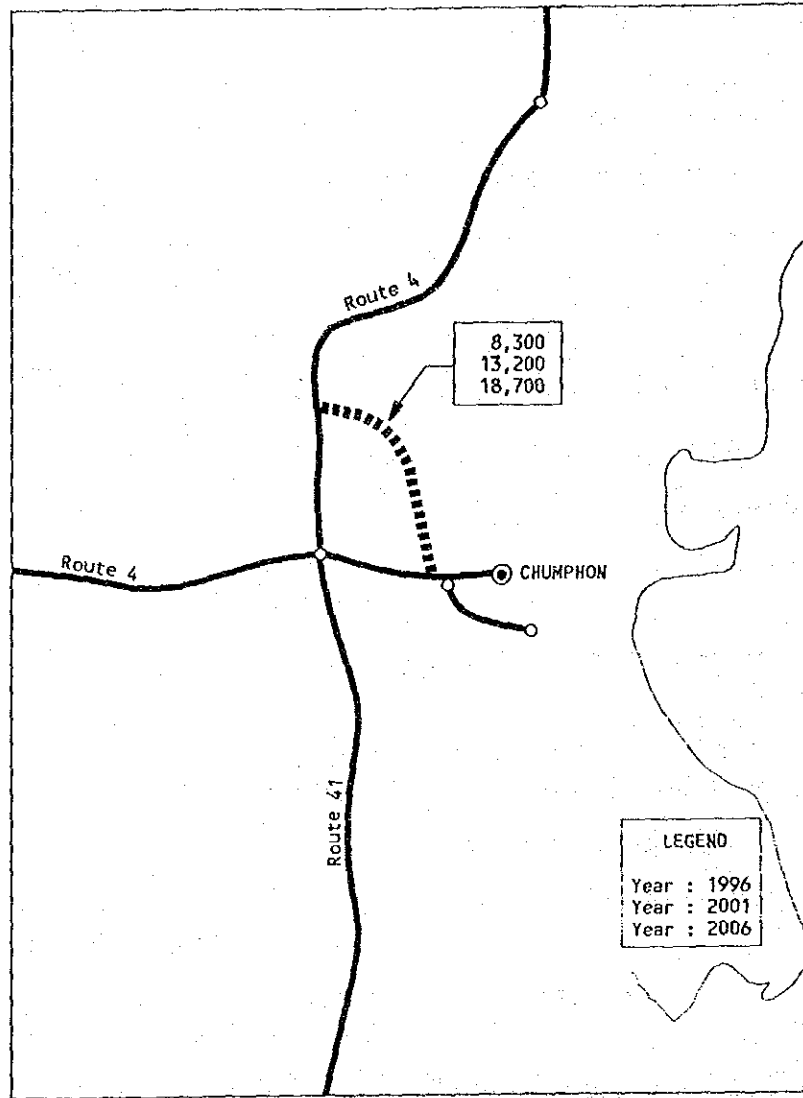 Route 4
8,300
13,200
18,700
Route 4
CHUMPHON
Route 41
LEGEND
Year : 1996
Year : 2001
Year : 2006